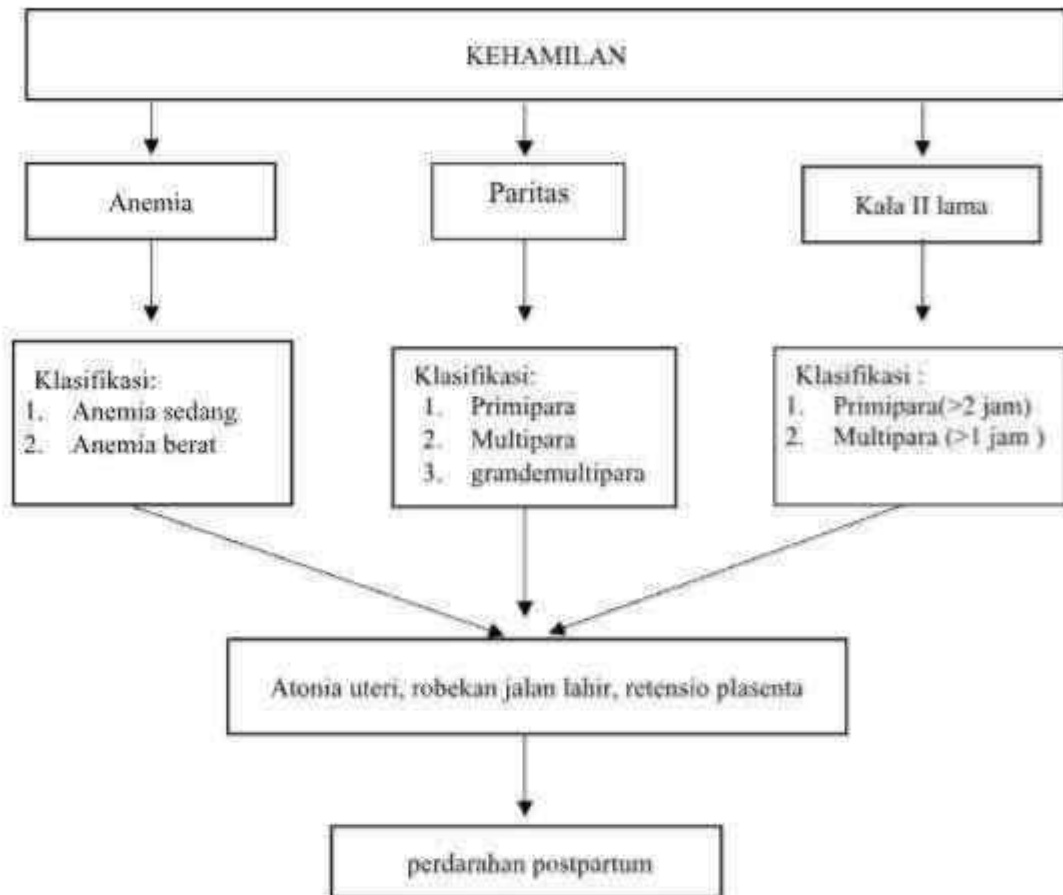 KEHAMILAN
Anemia
Paritas
Kala II lama
Klasifikasi:
1. Anemia sedang
2. Anemia berat
Klasifikasi:
1. Primipara
2. Multipara
3. grandemultipara
Klasifikasi :
1. Primipara(>2 jam)
2. Multipara (>1 jam )
Atonia uteri, robekan jalan lahir, retensio plasenta
perdarahan postpartum